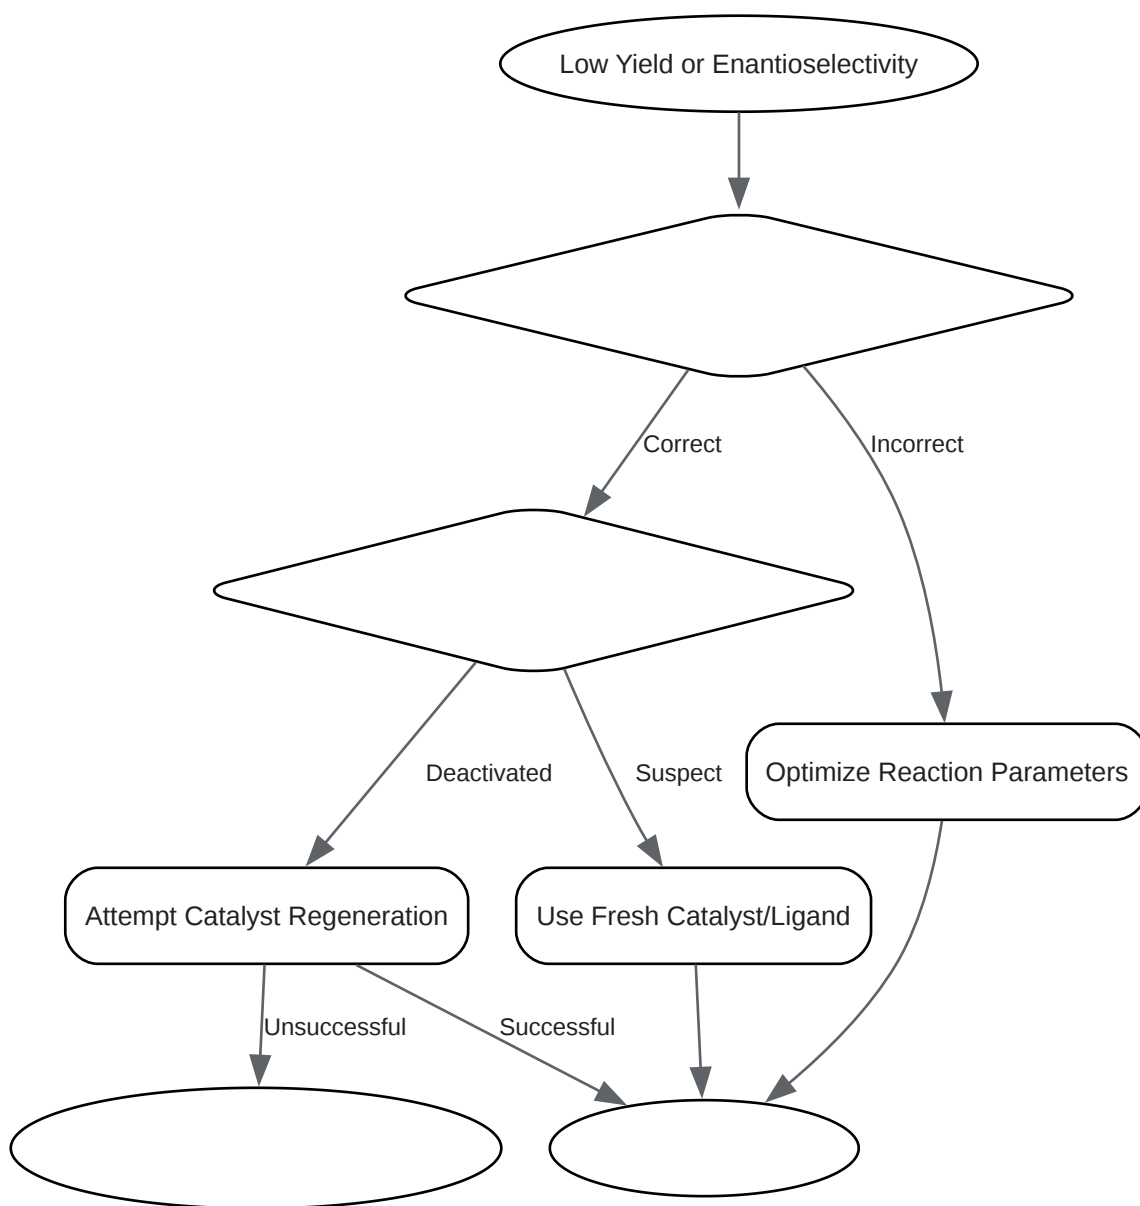 Low Yield or Enantioselectivity
Correct
Incorrect
Deactivated
Suspect
Optimize Reaction Parameters
Attempt Catalyst Regeneration
Use Fresh Catalyst/Ligand
Unsuccessful
Successful